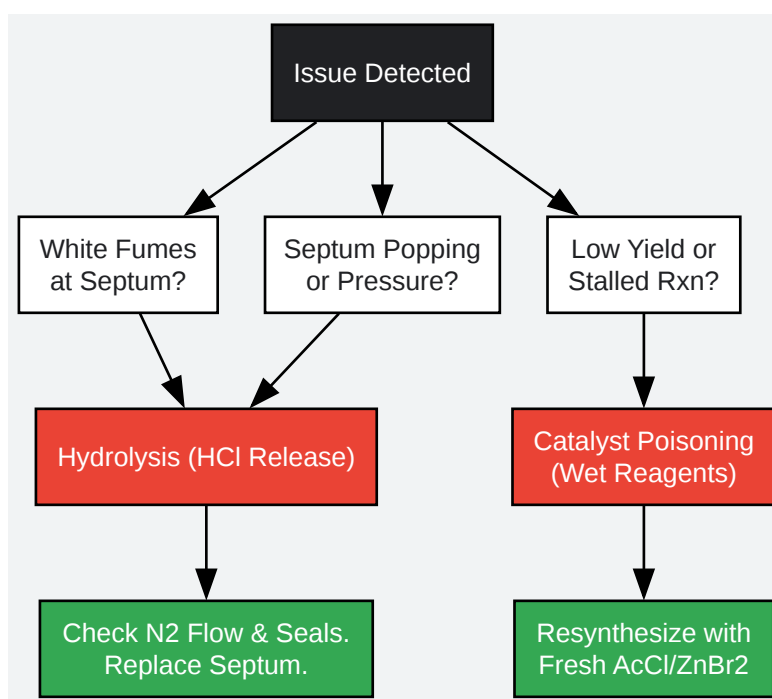 Issue Detected
White Fumes
at Septum?
Septum Popping
or Pressure?
Low Yield or
Stalled Rxn?
Hydrolysis (HCl Release)
Catalyst Poisoning
(Wet Reagents)
Check N2 Flow & Seals.
Replace Septum.
Resynthesize with
Fresh AcCl/ZnBr2